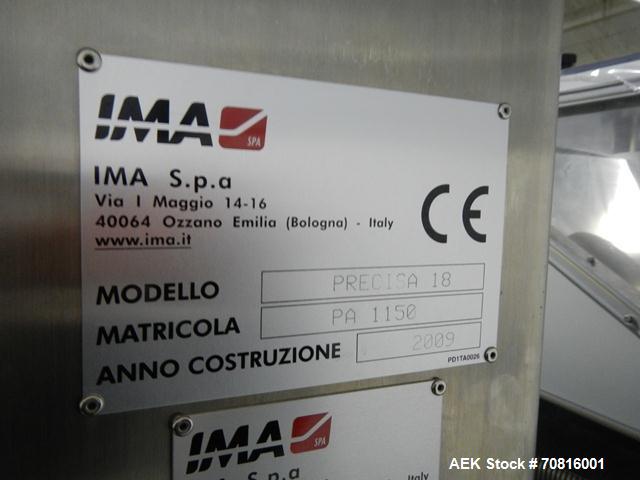 IMA SPA
IMA S.p.a
Via I Maggio 14-16
40064 Ozzano Emilia (Bologna) - Italy
www.ima.it
CE
MODELLO PRECISA 18
MATRICOLA PA 1150
ANNO COSTRUZIONE 2009
PD1TA0026
IMA SPA
S.p.a
Italy
AEK Stock #70816001